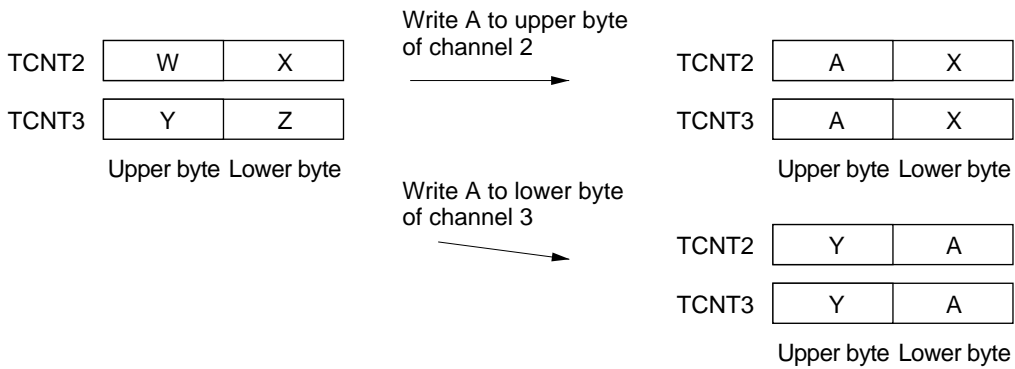 Write A to upper byte
of channel 2
TCNT2 W X
TCNT3 Y Z
Upper byte Lower byte
TCNT2 A X
TCNT3 A X
Upper byte Lower byte
Write A to lower byte
of channel 3
TCNT2 Y A
TCNT3 Y A
Upper byte Lower byte